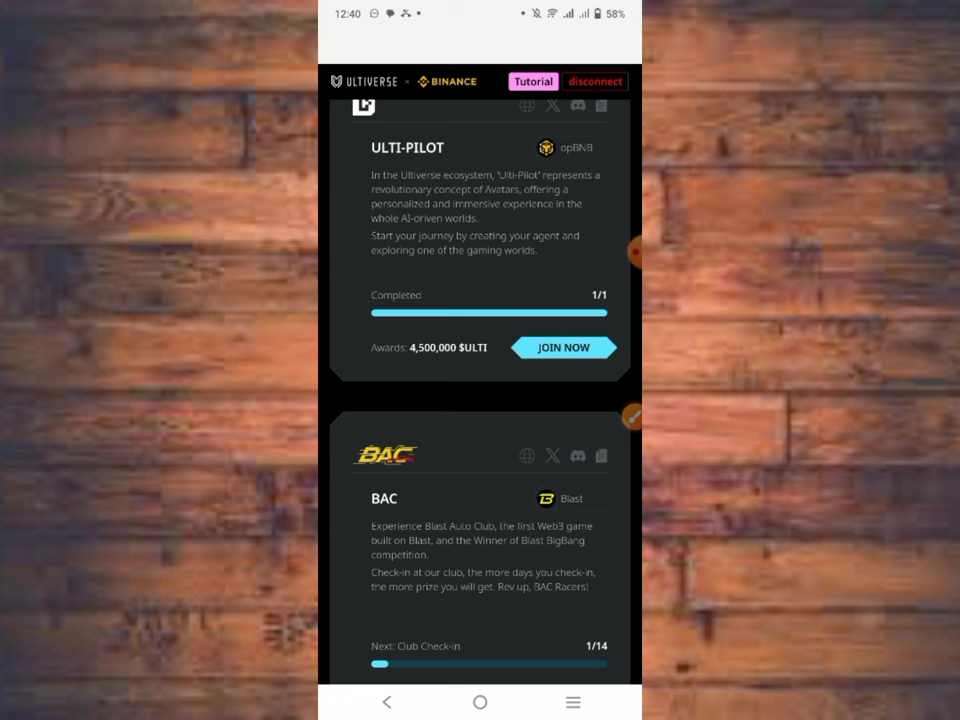 12:40
58%
ULTIVERSE × BINANCE
Tutorial
disconnect
ULTI-PILOT
opBNB
In the Ultiverse ecosystem, 'Ulti-Pilot' represents a
revolutionary concept of Avatars, offering a
personalized and immersive experience in the
whole AI-driven worlds.
Start your journey by creating your agent and
exploring one of the gaming worlds.
Completed
1/1
Awards: 4,500,000 $ULTI
JOIN NOW
BAC
BAC
Blast
Experience Blast Auto Club, the first Web3 game
built on Blast, and the Winner of Blast BigBang
competition.
Check-in at our club, the more days you check-in,
the more prize you will get. Rev up, BAC Racers!
Next: Club Check-in
1/14